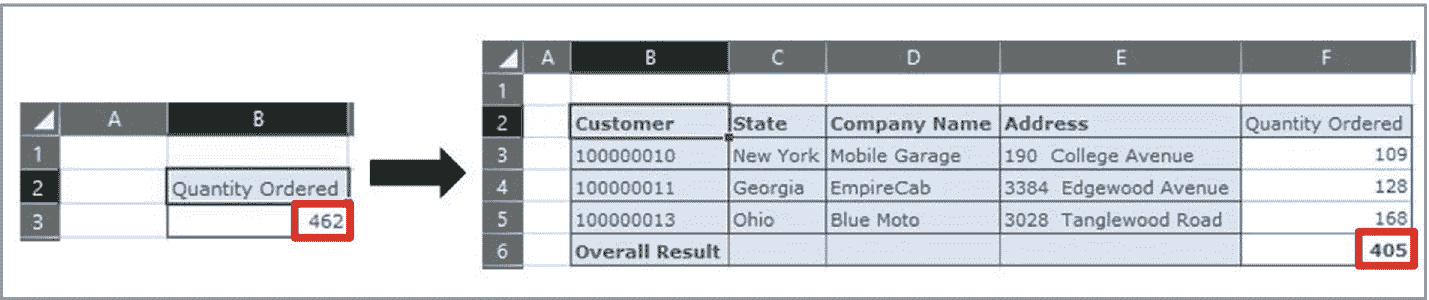 A B
1
2 Quantity Ordered
3 462
A B C D E F
1
2 Customer State Company Name Address Quantity Ordered
3 100000010 New York Mobile Garage 190 College Avenue 109
4 100000011 Georgia EmpireCab 3384 Edgewood Avenue 128
5 100000013 Ohio Blue Moto 3028 Tanglewood Road 168
6 Overall Result 405